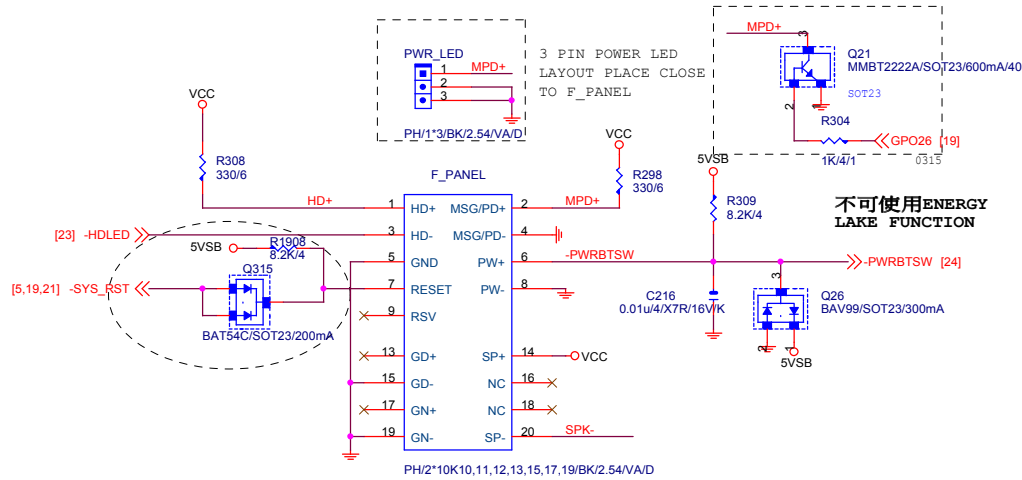 PWR_LED
1
2
3
MPD+
3 PIN POWER LED
LAYOUT PLACE CLOSE
TO F_PANEL
PH/1*3/BK/2.54/VA/D
MPD+
3
Q21
MMBT2222A/SOT23/600mA/40
SOT23
2
1
R304
1K/4/1
GPO26 [19]
0315
VCC
R308
330/6
HD+
F_PANEL
VCC
R298
330/6
MPD+
5VSB
R309
8.2K/4
不可使用ENERGY
LAKE FUNCTION
1 HD+ MSG/PD+ 2
3 HD- MSG/PD- 4
5 GND PW+ 6
7 RESET PW- 8
9 RSV
13 GD+ SP+ 14
15 GD- NC 16
17 GN+ NC 18
19 GN- SP- 20
[23] -HDLED
5VSB
R1908
8.2K/4
Q315
[5,19,21] -SYS_RST
BAT54C/SOT23/200mA
-PWRBTSW
-PWRBTSW [24]
C216
0.01u/4/X7R/16V/K
3
Q26
BAV99/SOT23/300mA
2
1
5VSB
VCC
SPK-
PH/2*10K10,11,12,13,15,17,19/BK/2.54/VA/D